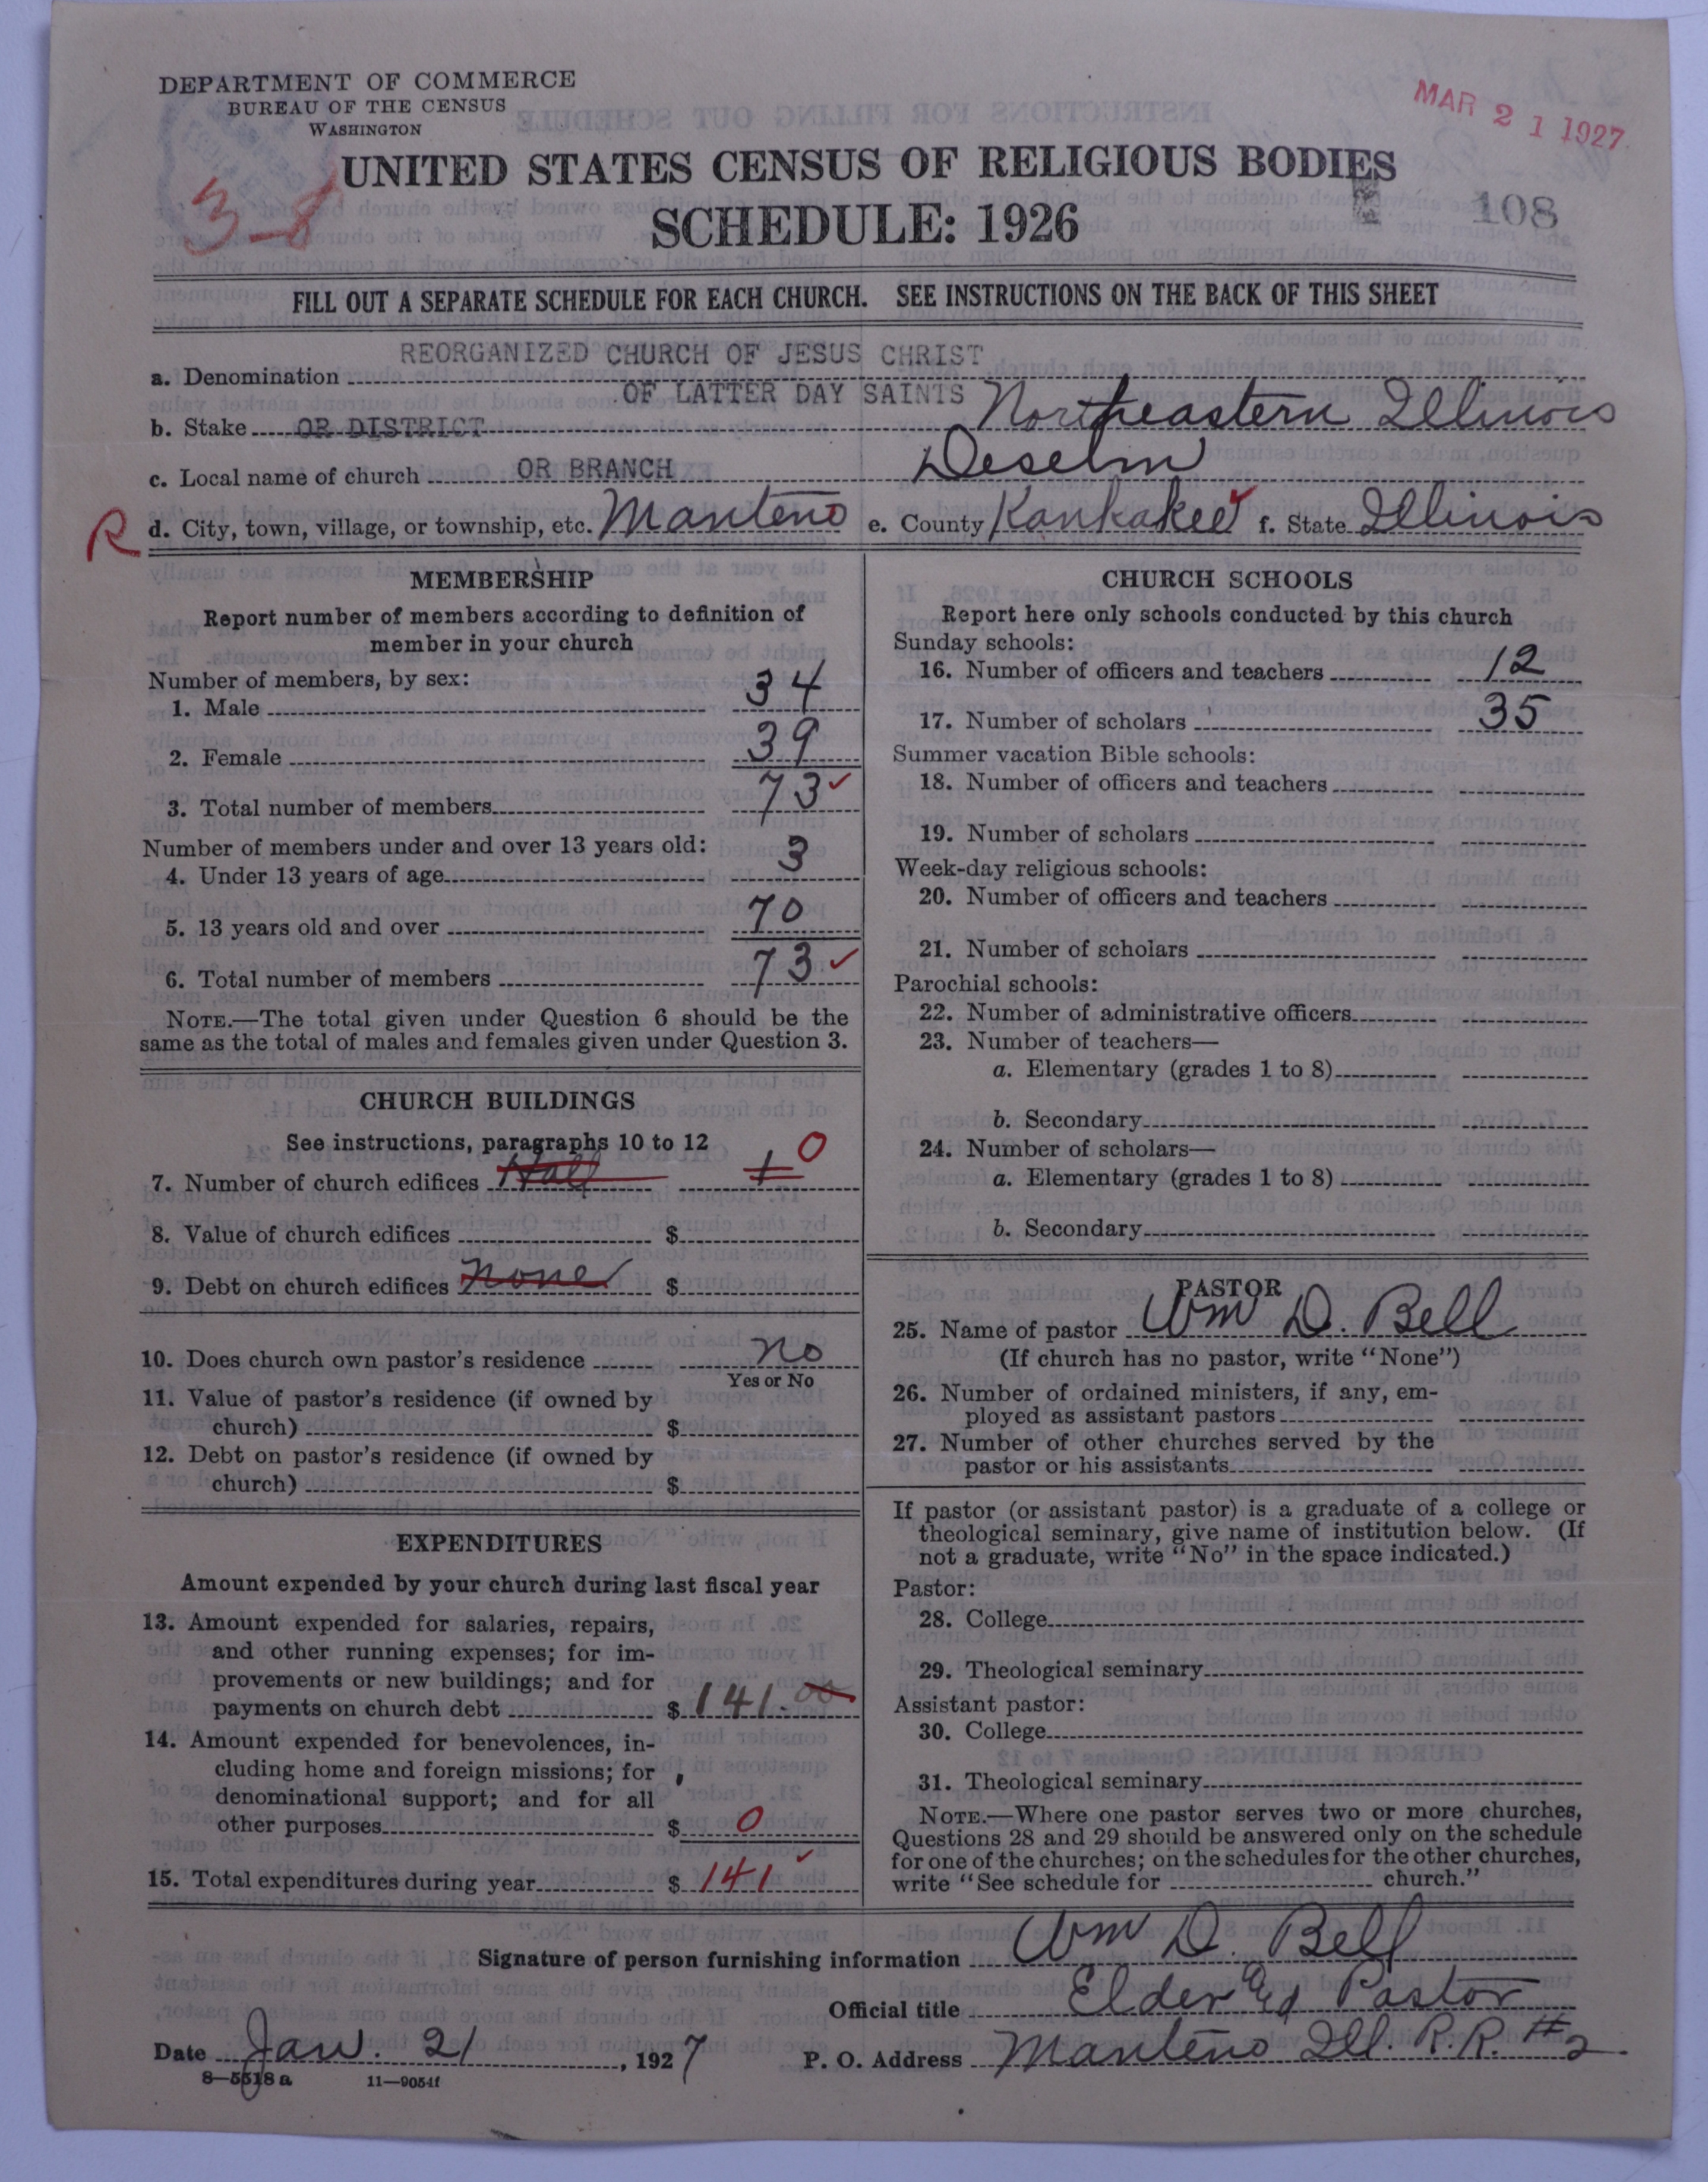 DEPARTMENT OF COMMERCE
BUREAU OF THE CENSUS
WASHINGTON
MAR 21 1927
3-8
UNITED STATES CENSUS OF RELIGIOUS BODIES
SCHEDULE: 1926
108
FILL OUT A SEPARATE SCHEDULE FOR EACH CHURCH. SEE INSTRUCTIONS ON THE BACK OF THIS SHEET
a. Denomination REORGANIZED CHURCH OF JESUS CHRIST
OF LATTER DAY SAINTS
b. Stake OR DISTRICT Northeastern Illinois
c. Local name of church OR BRANCH Deselm
R d. City, town, village, or township, etc. Manteno e. County Kankakee f. State Illinois
MEMBERSHIP
Report number of members according to definition of
member in your church
Number of members, by sex:
1. Male 34
2. Female 39
3. Total number of members 73 ✓
Number of members under and over 13 years old:
4. Under 13 years of age 3
5. 13 years old and over 70
6. Total number of members 73 ✓
NOTE.—The total given under Question 6 should be the
same as the total of males and females given under Question 3.
CHURCH BUILDINGS
See instructions, paragraphs 10 to 12
7. Number of church edifices Hall 1 0
8. Value of church edifices $
9. Debt on church edifices none $
10. Does church own pastor's residence no
Yes or No
11. Value of pastor's residence (if owned by
church) $
12. Debt on pastor's residence (if owned by
church) $
EXPENDITURES
Amount expended by your church during last fiscal year
13. Amount expended for salaries, repairs,
and other running expenses; for im-
provements or new buildings; and for
payments on church debt $ 141.00
14. Amount expended for benevolences, in-
cluding home and foreign missions; for
denominational support; and for all
other purposes $ 0
15. Total expenditures during year $ 141 ✓
CHURCH SCHOOLS
Report here only schools conducted by this church
Sunday schools:
16. Number of officers and teachers 12
17. Number of scholars 35
Summer vacation Bible schools:
18. Number of officers and teachers
19. Number of scholars
Week-day religious schools:
20. Number of officers and teachers
21. Number of scholars
Parochial schools:
22. Number of administrative officers
23. Number of teachers—
a. Elementary (grades 1 to 8)
b. Secondary
24. Number of scholars—
a. Elementary (grades 1 to 8)
b. Secondary
PASTOR
25. Name of pastor Wm D. Bell
(If church has no pastor, write "None")
26. Number of ordained ministers, if any, em-
ployed as assistant pastors
27. Number of other churches served by the
pastor or his assistants
If pastor (or assistant pastor) is a graduate of a college or
theological seminary, give name of institution below. (If
not a graduate, write "No" in the space indicated.)
Pastor:
28. College
29. Theological seminary
Assistant pastor:
30. College
31. Theological seminary
NOTE.—Where one pastor serves two or more churches,
Questions 28 and 29 should be answered only on the schedule
for one of the churches; on the schedules for the other churches,
write "See schedule for church."
Signature of person furnishing information Wm D. Bell
Official title Elder Pastor
Date Jan. 21, 1927 P. O. Address Manteno Ill. R.R. #2
8—5518 a 11—9054f